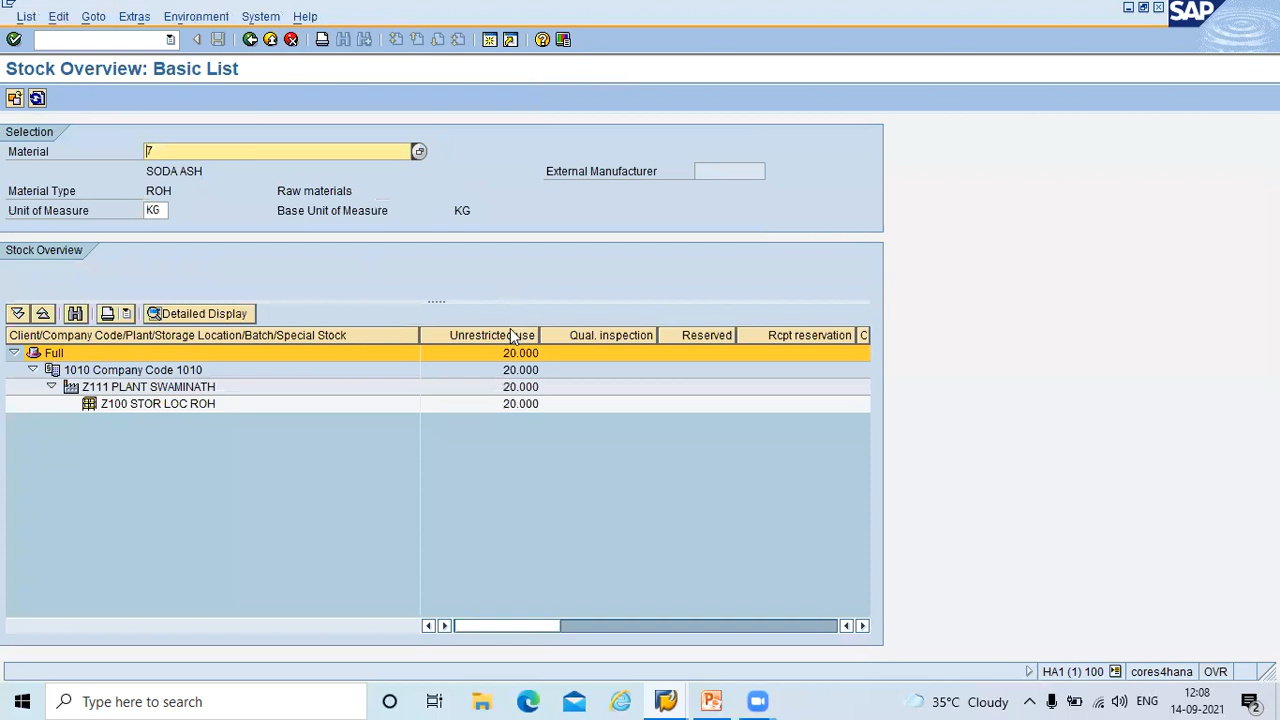 List Edit Goto Extras Environment System Help
SAP
Stock Overview: Basic List
Selection
Material 7
SODA ASH External Manufacturer
Material Type ROH Raw materials
Unit of Measure KG Base Unit of Measure KG
Stock Overview
Detailed Display
Client/Company Code/Plant/Storage Location/Batch/Special Stock Unrestricted use Qual. inspection Reserved Rcpt reservation C
Full 20.000
1010 Company Code 1010 20.000
Z111 PLANT SWAMINATH 20.000
Z100 STOR LOC ROH 20.000
HA1 (1) 100 cores4hana OVR
Type here to search 35°C Cloudy ENG 12:08
14-09-2021 2